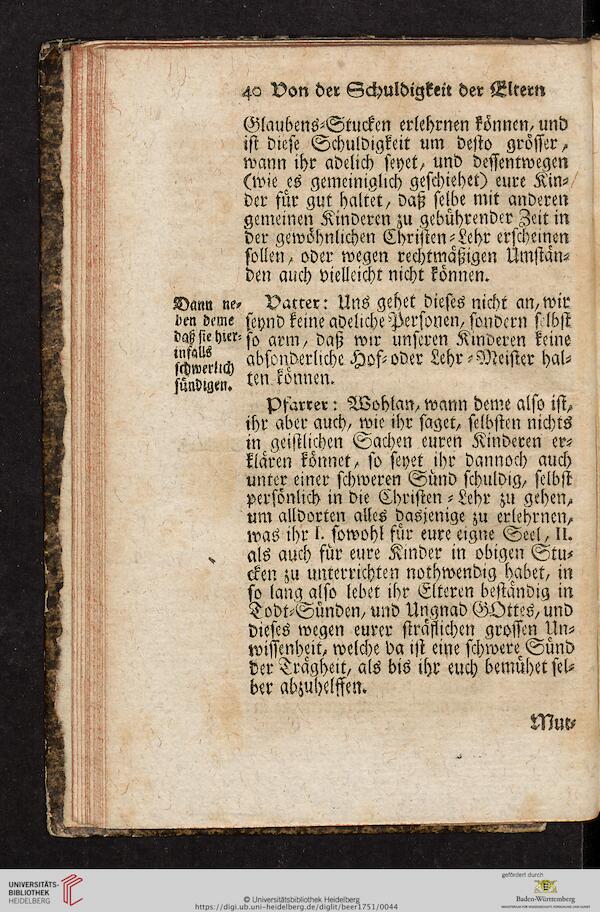 40 Von der Schuldigkeit der Eltern
Glaubens-Stucken erlehrnen können, und
ist diese Schuldigkeit um desto grösser,
wann ihr adelich seyet, und dessentwegen
(wie es gemeiniglich geschiehet) eure Kin-
der für gut haltet, daß selbe mit anderen
gemeinen Kinderen zu gebührender Zeit in
der gewöhnlichen Christen-Lehr erscheinen
sollen, oder wegen rechtmäßigen Umstän-
den auch vielleicht nicht können.
Dann ne-
ben deme
daß sie hier-
infalls
schwerlich
sündigen.
Vatter: Uns gehet dieses nicht an, wir
seynd keine adeliche Personen, sondern selbst
so arm, daß wir unseren Kinderen keine
absonderliche Hof- oder Lehr-Meister hal-
ten können.
Pfarrer: Wohlan, wann deme also ist,
ihr aber auch, wie ihr saget, selbsten nichts
in geistlichen Sachen euren Kinderen er-
klären könnet, so seyet ihr dannoch auch
unter einer schweren Sünd schuldig, selbst
persönlich in die Christen-Lehr zu gehen,
um alldorten alles dasjenige zu erlehrnen,
was ihr I. sowohl für eure eigne Seel, II.
als auch für eure Kinder in obigen Stu-
cken zu unterrichten nothwendig habet, in
so lang also lebet ihr Elteren beständig in
Todt-Sünden, und Ungnad GOttes, und
dieses wegen eurer sträflichen grossen Un-
wissenheit, welche da ist eine schwere Sünd
der Trägheit, als bis ihr euch bemühet sel-
ber abzuhelffen.
Mut-
UNIVERSITÄTS-
BIBLIOTHEK
HEIDELBERG
© Universitätsbibliothek Heidelberg
https://digi.ub.uni-heidelberg.de/diglit/beer1751/0044
gefördert durch
Baden-Württemberg